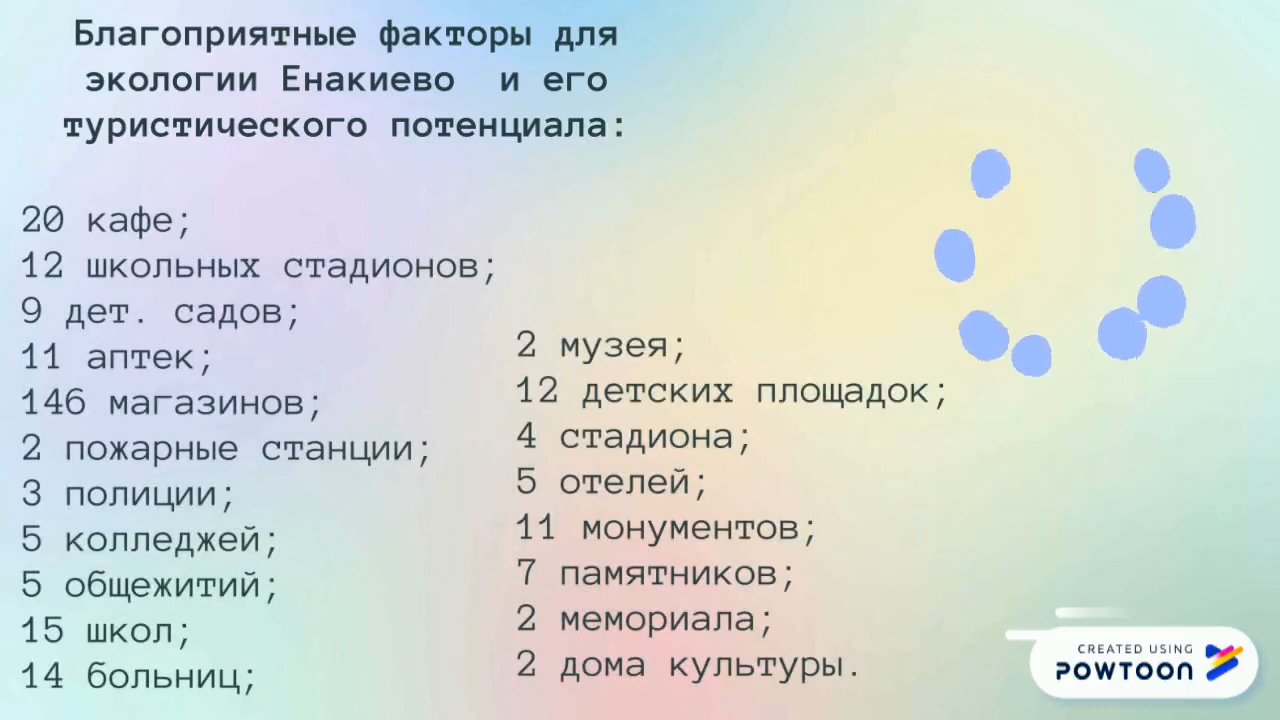 Благоприятные факторы для
экологии Енакиево и его
туристического потенциала:
20 кафе;
12 школьных стадионов;
9 дет. садов;
11 аптек;
146 магазинов;
2 пожарные станции;
3 полиции;
5 колледжей;
5 общежитий;
15 школ;
14 больниц;
2 музея;
12 детских площадок;
4 стадиона;
5 отелей;
11 монументов;
7 памятников;
2 мемориала;
2 дома культуры.
CREATED USING
POWTOON